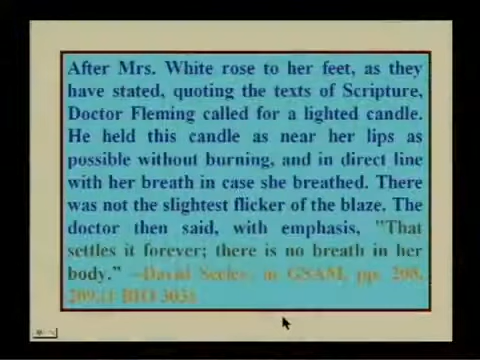 After Mrs. White rose to her feet, as they
have stated, quoting the texts of Scripture,
Doctor Fleming called for a lighted candle.
He held this candle as near her lips as
possible without burning, and in direct line
with her breath in case she breathed. There
was not the slightest flicker of the blaze. The
doctor then said, with emphasis, "That
settles it forever; there is no breath in her
body." —David Seeley, in GSAM, pp. 208,
209.(1 BIO 303)